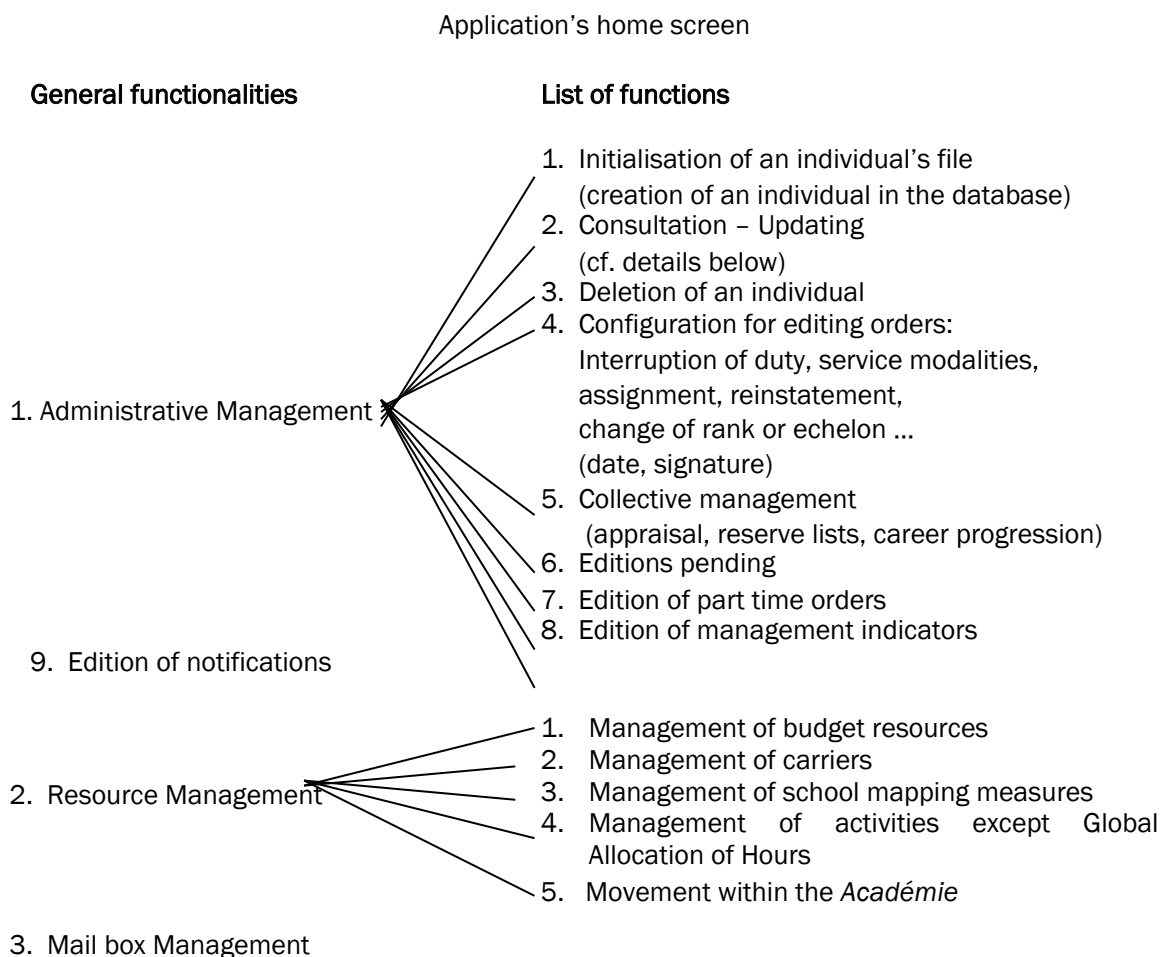 Application’s home screen
General functionalities
List of functions
1. Initialisation of an individual’s file
(creation of an individual in the database)
2. Consultation – Updating
(cf. details below)
3. Deletion of an individual
4. Configuration for editing orders:
Interruption of duty, service modalities,
assignment, reinstatement,
change of rank or echelon ...
(date, signature)
1. Administrative Management
5. Collective management
(appraisal, reserve lists, career progression)
6. Editions pending
7. Edition of part time orders
8. Edition of management indicators
9. Edition of notifications
1. Management of budget resources
2. Management of carriers
2. Resource Management
3. Management of school mapping measures
4. Management of activities except Global
Allocation of Hours
5. Movement within the Académie
3. Mail box Management